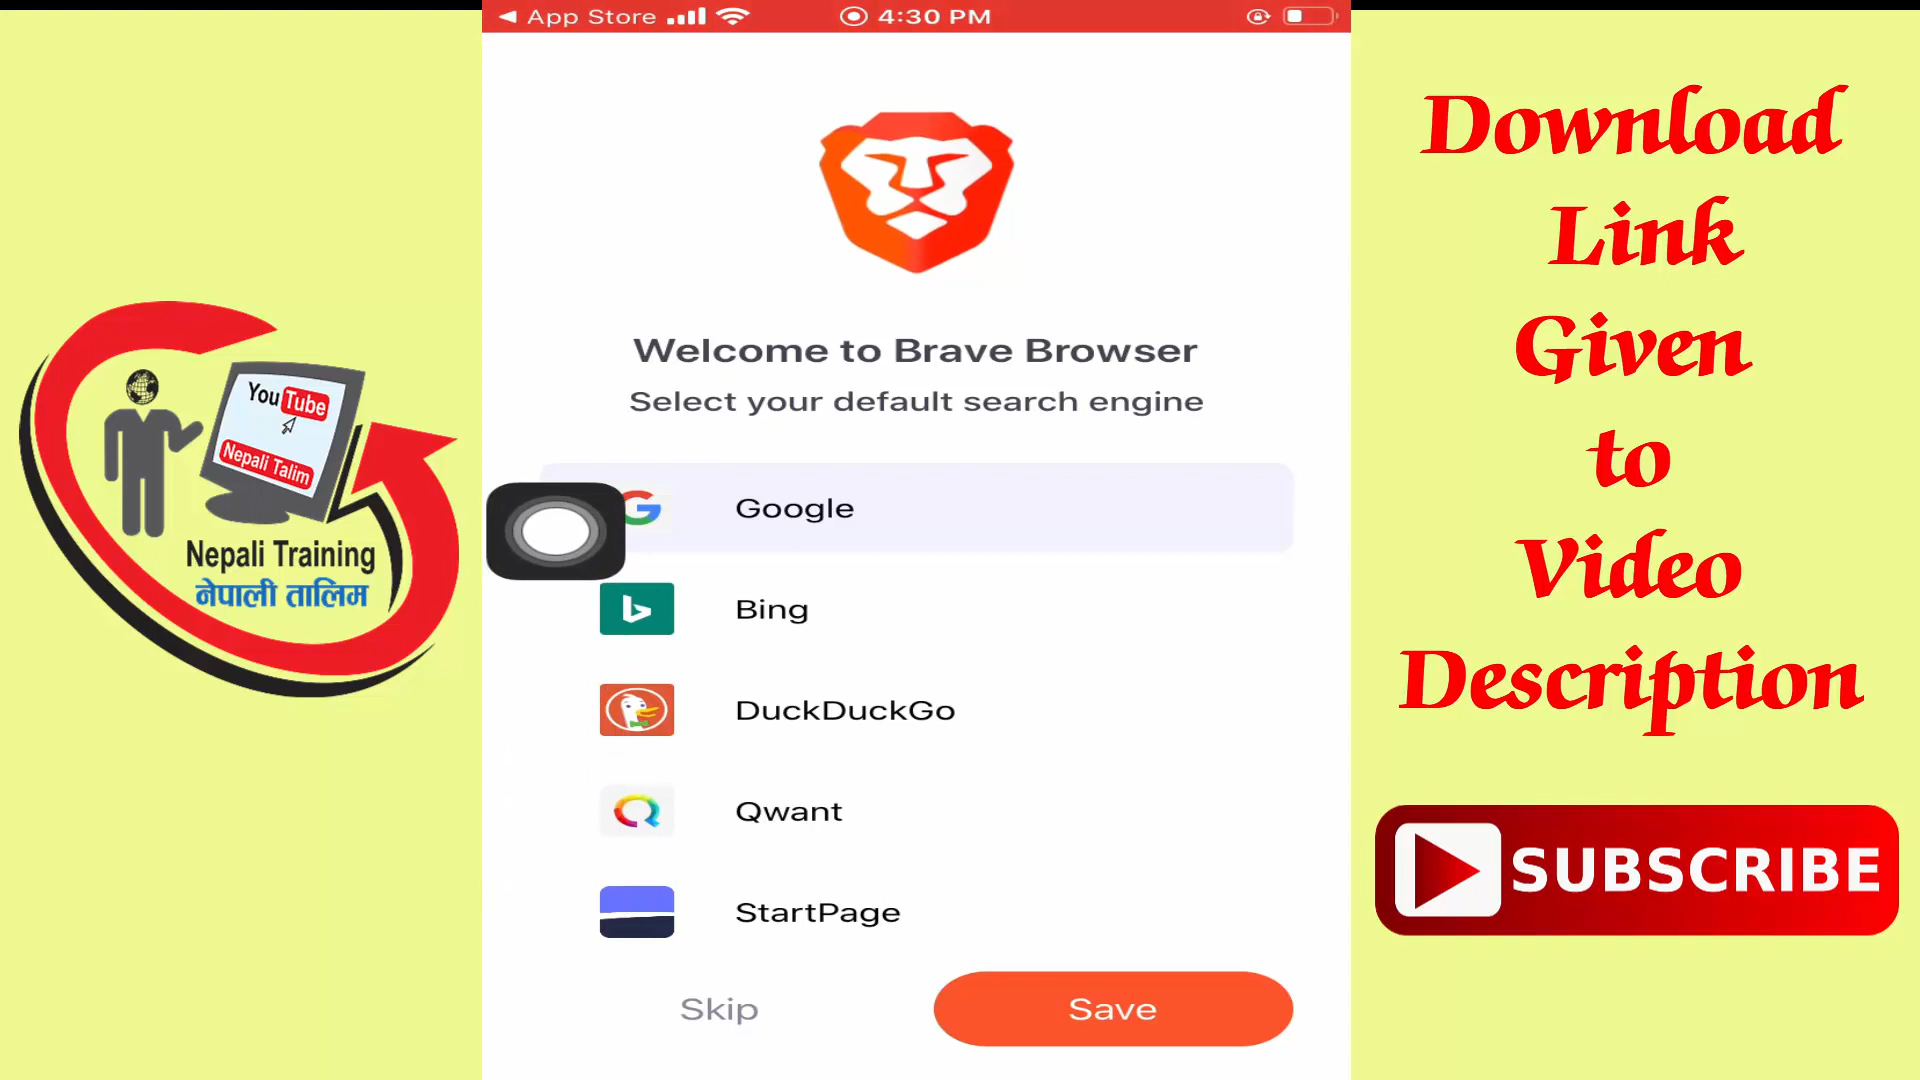 App Store
4:30 PM
Welcome to Brave Browser
Select your default search engine
Google
Bing
DuckDuckGo
Qwant
StartPage
Skip
Save
You Tube
Nepali Talim
Nepali Training
नेपाली तालिम
Download
Link
Given
to
Video
Description
SUBSCRIBE